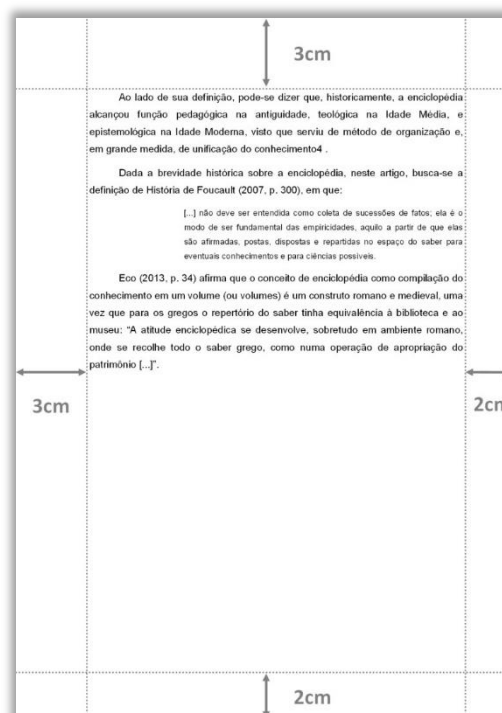 3cm
Ao lado de sua definição, pode-se dizer que, historicamente, a enciclopédia
alcançou função pedagógica na antiguidade, teológica na Idade Média, e
epistemológica na Idade Moderna, visto que serviu de método de organização e,
em grande medida, de unificação do conhecimento4 .
Dada a brevidade histórica sobre a enciclopédia, neste artigo, busca-se a
definição de História de Foucault (2007, p. 300), em que:
[...] não deve ser entendida como coleta de sucessões de fatos; ela é o
modo de ser fundamental das empiricidades, aquilo a partir de que elas
são afirmadas, postas, dispostas e repartidas no espaço do saber para
eventuais conhecimentos e para ciências possíveis.
Eco (2013, p. 34) afirma que o conceito de enciclopédia como compilação do
conhecimento em um volume (ou volumes) é um construto romano e medieval, uma
vez que para os gregos o repertório do saber tinha equivalência à biblioteca e ao
museu: “A atitude enciclopédica se desenvolve, sobretudo em ambiente romano,
onde se recolhe todo o saber grego, como numa operação de apropriação do
patrimônio [...]”.
3cm
2cm
2cm